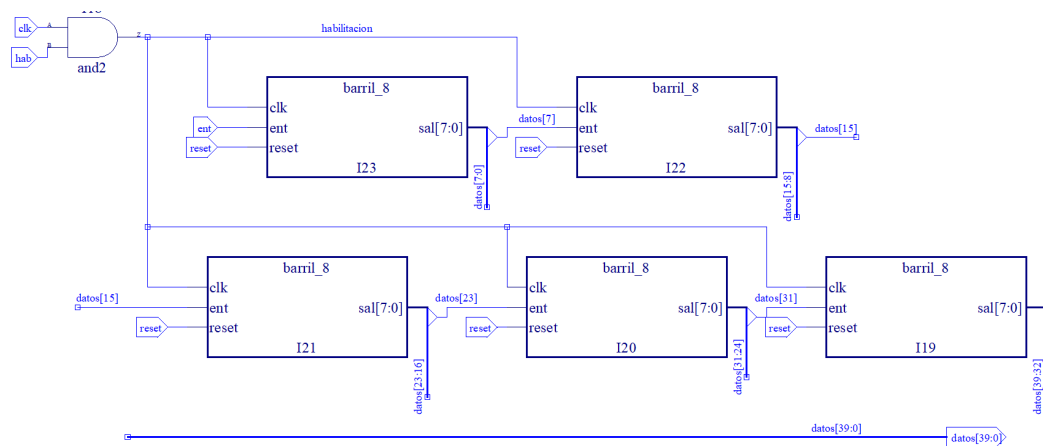 clk
A
hab
B
z
and2
habilitacion
barril_8
clk
ent
reset
sal[7:0]
I23
ent
reset
datos[7:0]
datos[7]
barril_8
clk
ent
reset
sal[7:0]
I22
reset
datos[15:8]
datos[15]
datos[15]
barril_8
clk
ent
reset
sal[7:0]
I21
reset
datos[23:16]
datos[23]
barril_8
clk
ent
reset
sal[7:0]
I20
reset
datos[31:24]
datos[31]
barril_8
clk
ent
reset
sal[7:0]
I19
reset
datos[39:32]
datos[39:0]
datos[39:0]